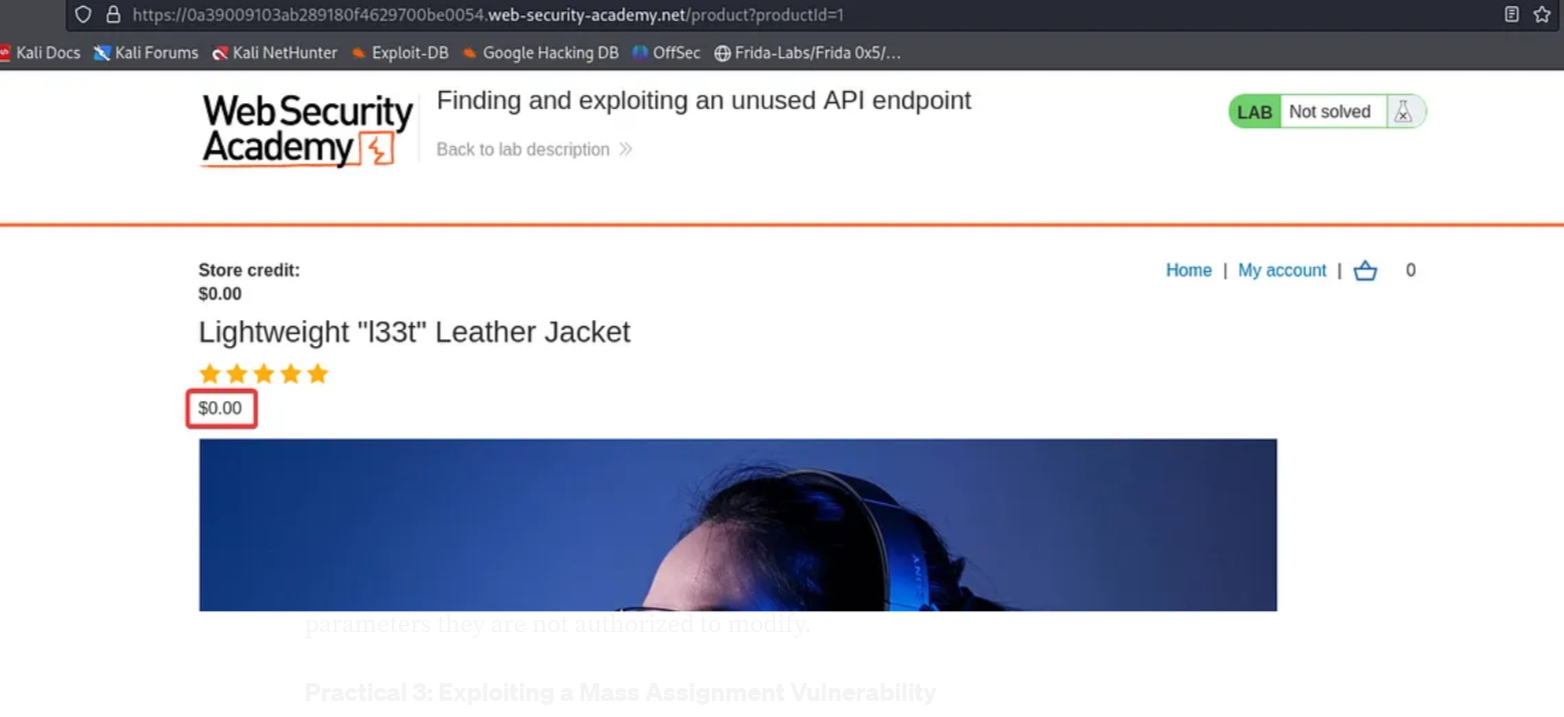 https://0a39009103ab289180f4629700be0054.web-security-academy.net/product?productId=1
Kali Docs Kali Forums Kali NetHunter Exploit-DB Google Hacking DB OffSec Frida-Labs/Frida 0x5/...
Web Security
Academy
Finding and exploiting an unused API endpoint
Back to lab description
LAB Not solved
Store credit:
$0.00
Home | My account | 0
Lightweight "l33t" Leather Jacket
$0.00
SONY
parameters they are not authorized to modify.
Practical 3: Exploiting a Mass Assignment Vulnerability